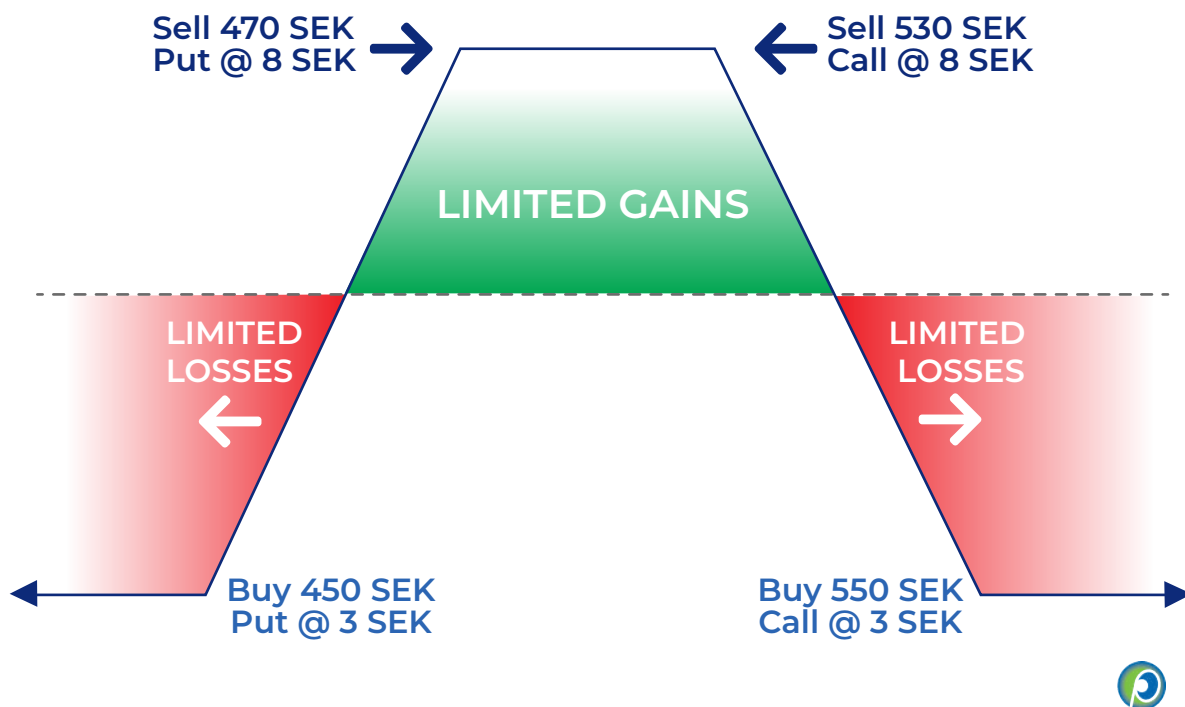 Sell 470 SEK
Put @ 8 SEK
Sell 530 SEK
Call @ 8 SEK
LIMITED GAINS
LIMITED
LOSSES
LIMITED
LOSSES
Buy 450 SEK
Put @ 3 SEK
Buy 550 SEK
Call @ 3 SEK